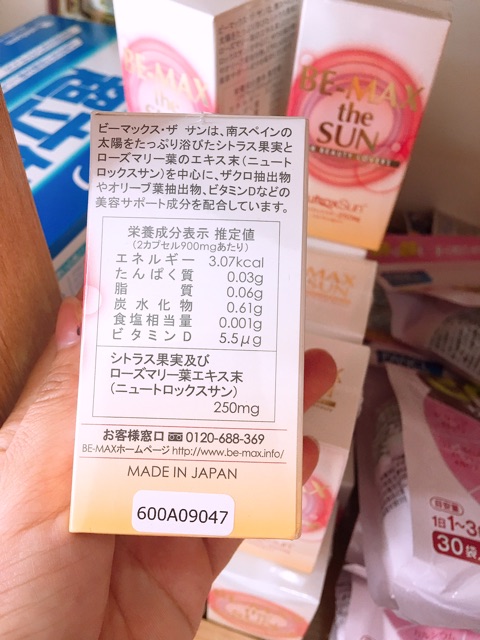 BE-MAX
the
SUN
NutroxSun
ビーマックス・ザ サンは、南スペインの
太陽をたっぷり浴びたシトラス果実と
ローズマリー葉のエキス末(ニュート
ロックスサン)を中心に、ザクロ抽出物
やオリーブ葉抽出物、ビタミンDなどの
美容サポート成分を配合しています。
栄養成分表示 推定値
(2カプセル900mgあたり)
エネルギー 3.07kcal
たんぱく質 0.03g
脂質 0.06g
炭水化物 0.61g
食塩相当量 0.001g
ビタミンD 5.5μg
シトラス果実及び
ローズマリー葉エキス末
(ニュートロックスサン)
250mg
お客様窓口 0120-688-369
BE-MAXホームページ http://www.be-max.info/
MADE IN JAPAN
600A09047
目安量
1日1~3
30袋